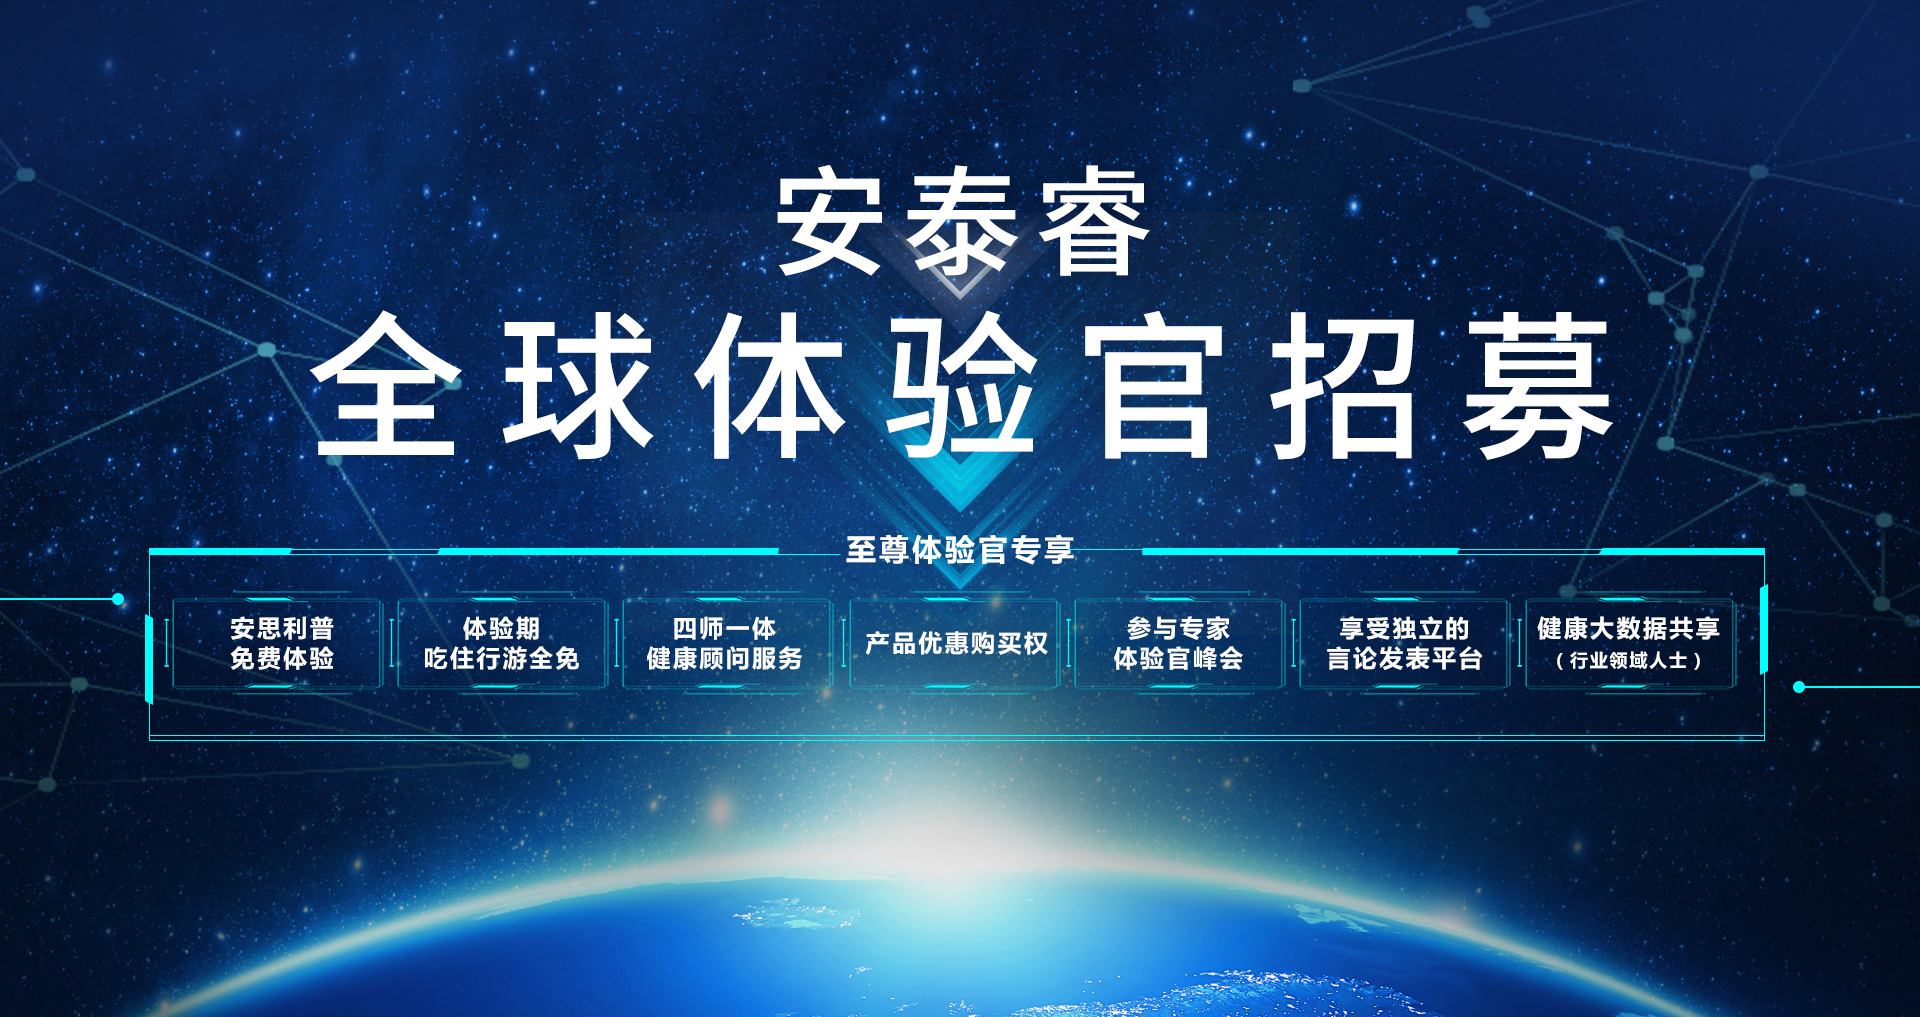 安泰睿
全球体验官招募
至尊体验官专享
安思利普
免费体验
体验期
吃住行游全免
四师一体
健康顾问服务
产品优惠购买权
参与专家
体验官峰会
享受独立的
言论发表平台
健康大数据共享
（行业领域人士）